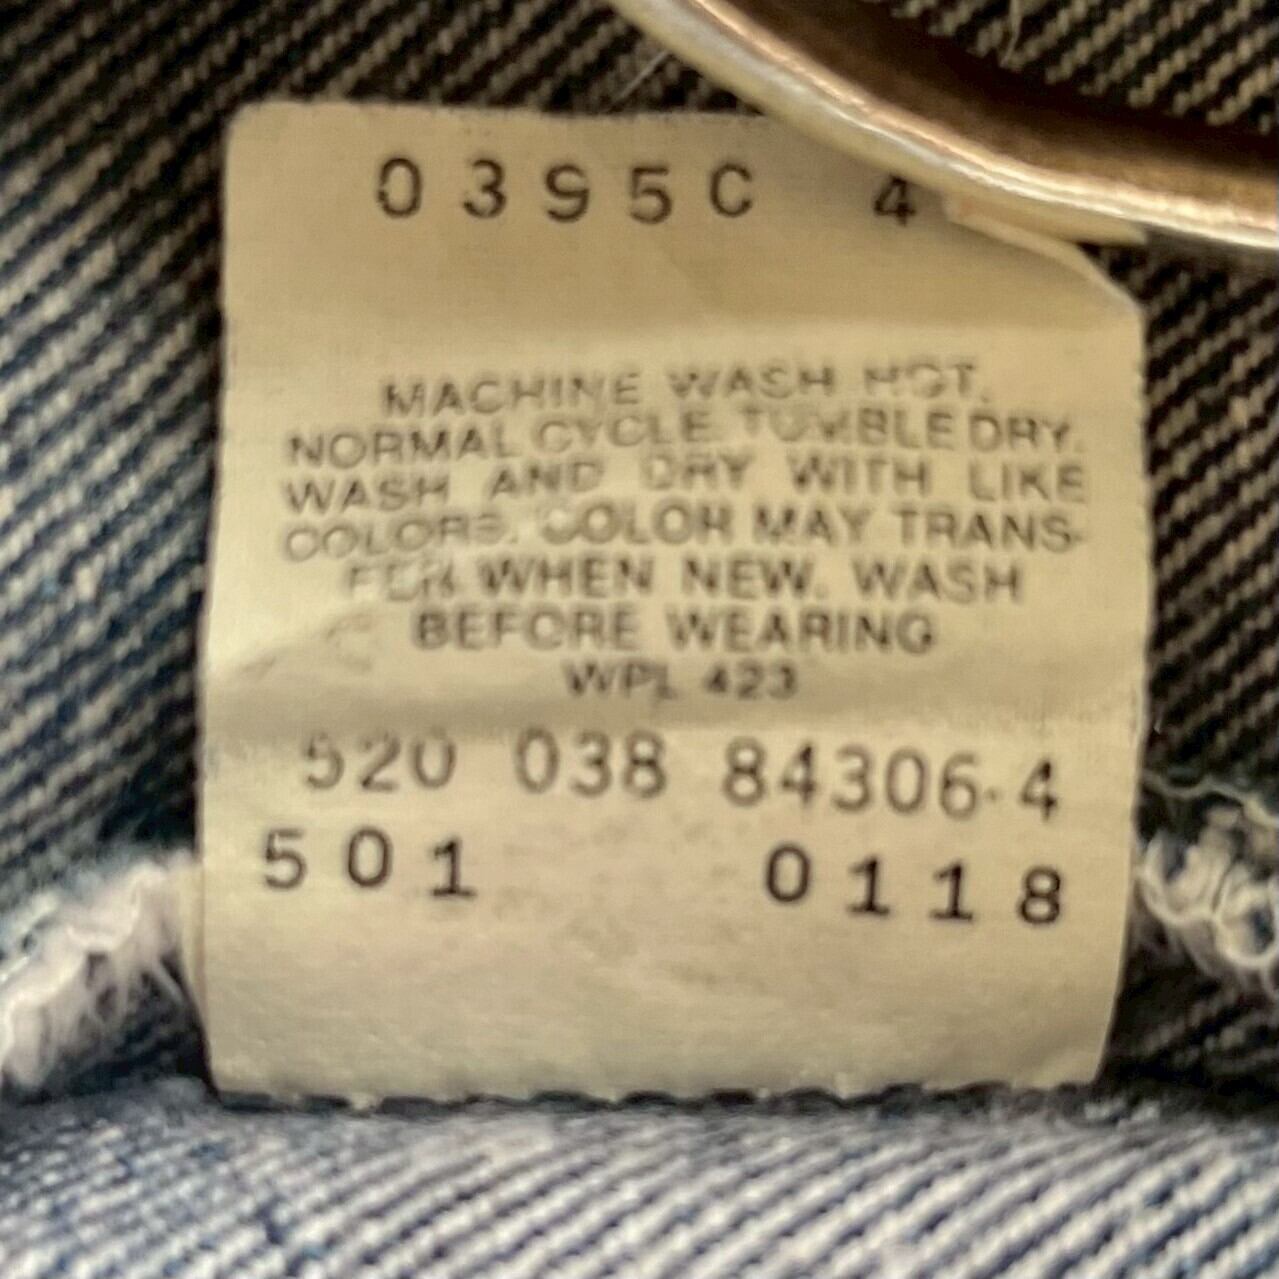 0395C 4
MACHINE WASH HOT,
NORMAL CYCLE. TUMBLE DRY.
WASH AND DRY WITH LIKE
COLORS. COLOR MAY TRANS-
FER WHEN NEW. WASH
BEFORE WEARING
WPL 423
520 038 84306-4
501 0118